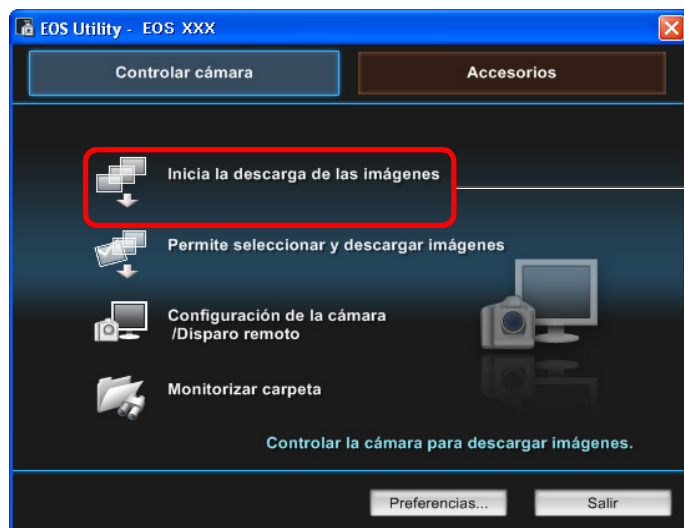 EOS Utility - EOS XXX
Controlar cámara
Accesorios
Inicia la descarga de las imágenes
Permite seleccionar y descargar imágenes
Configuración de la cámara
/Disparo remoto
Monitorizar carpeta
Controlar la cámara para descargar imágenes.
Preferencias...
Salir